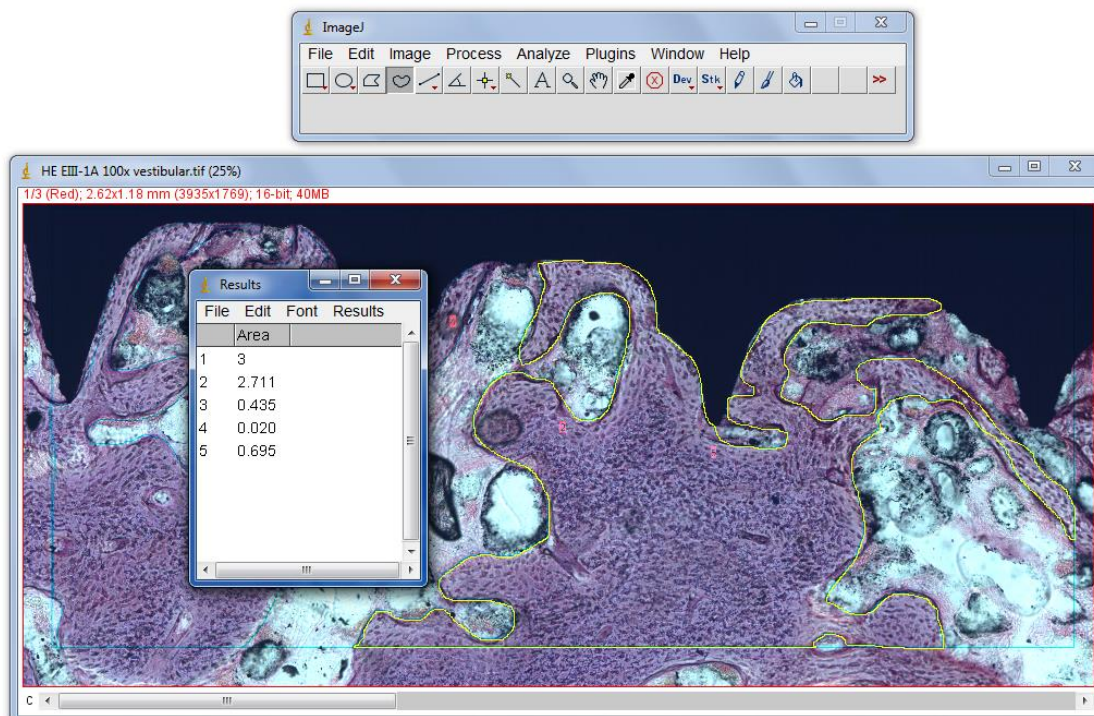 ImageJ
File Edit Image Process Analyze Plugins Window Help
Dev Stk >>
HE EIII-1A 100x vestibular.tif (25%)
1/3 (Red); 2.62x1.18 mm (3935x1769); 16-bit; 40MB
Results
File Edit Font Results
Area
1 3
2 2.711
3 0.435
4 0.020
5 0.695
C